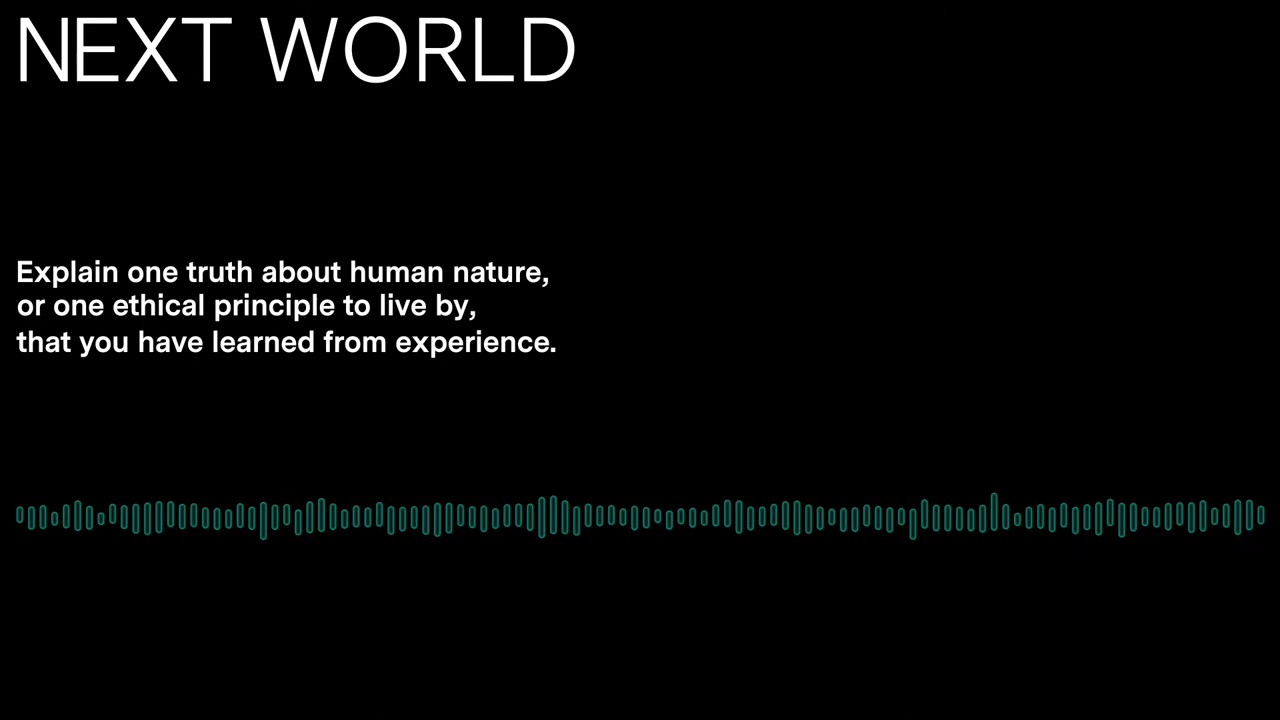 NEXT WORLD
Explain one truth about human nature,
or one ethical principle to live by,
that you have learned from experience.